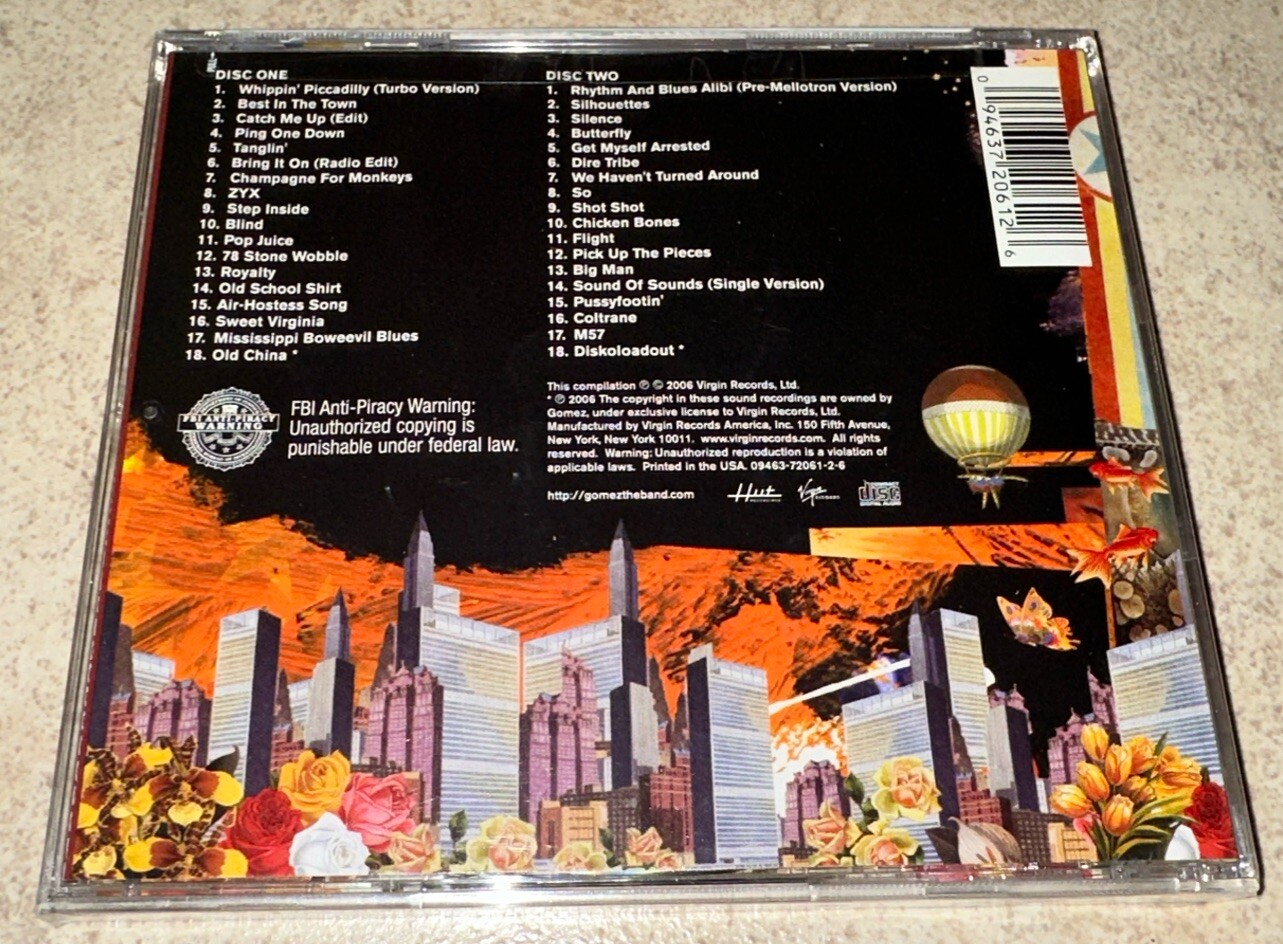 DISC ONE
1. Whippin' Piccadilly (Turbo Version)
2. Best In The Town
3. Catch Me Up (Edit)
4. Ping One Down
5. Tanglin'
6. Bring It On (Radio Edit)
7. Champagne For Monkeys
8. ZYX
9. Step Inside
10. Blind
11. Pop Juice
12. 78 Stone Wobble
13. Royalty
14. Old School Shirt
15. Air-Hostess Song
16. Sweet Virginia
17. Mississippi Boweevil Blues
18. Old China *
DISC TWO
1. Rhythm And Blues Alibi (Pre-Mellotron Version)
2. Silhouettes
3. Silence
4. Butterfly
5. Get Myself Arrested
6. Dire Tribe
7. We Haven't Turned Around
8. So
9. Shot Shot
10. Chicken Bones
11. Flight
12. Pick Up The Pieces
13. Big Man
14. Sound Of Sounds (Single Version)
15. Pussyfootin'
16. Coltrane
17. M57
18. Diskoloadout *
0 94637 20612 6
FBI ANTI-PIRACY
WARNING
FBI Anti-Piracy Warning:
Unauthorized copying is
punishable under federal law.
This compilation ℗ © 2006 Virgin Records, Ltd.
* ℗ 2006 The copyright in these sound recordings are owned by
Gomez, under exclusive license to Virgin Records, Ltd.
Manufactured by Virgin Records America, Inc. 150 Fifth Avenue,
New York, New York 10011. www.virginrecords.com. All rights
reserved. Warning: Unauthorized reproduction is a violation of
applicable laws. Printed in the USA. 09463-72061-2-6
http://gomeztheband.com
Hut
Virgin
COMPACT
disc
DIGITAL AUDIO